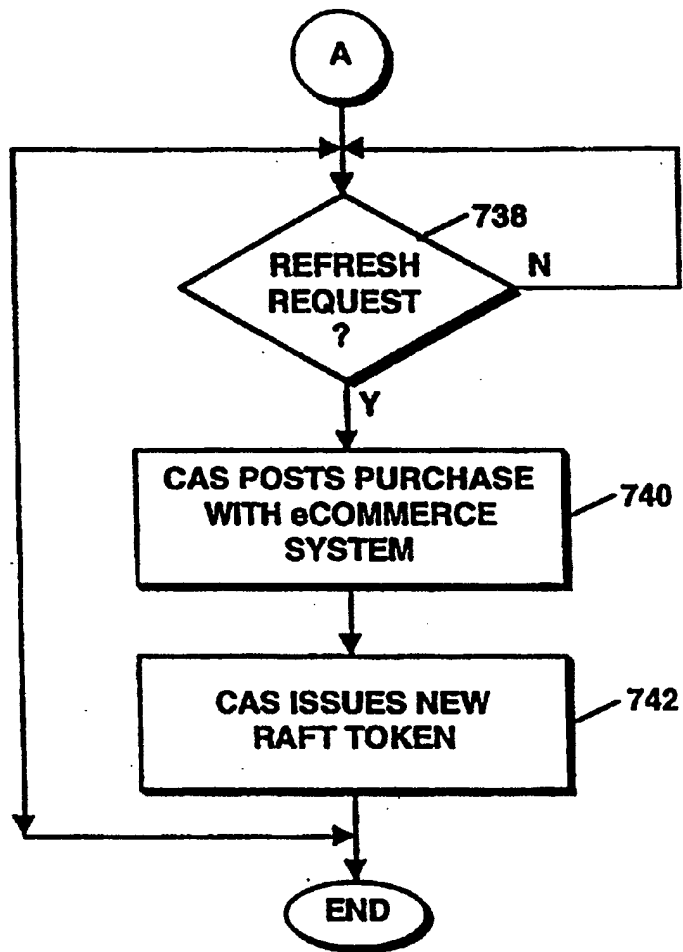 A
738
REFRESH
REQUEST
?
N
Y
CAS POSTS PURCHASE
WITH eCOMMERCE
SYSTEM
740
CAS ISSUES NEW
RAFT TOKEN
742
END